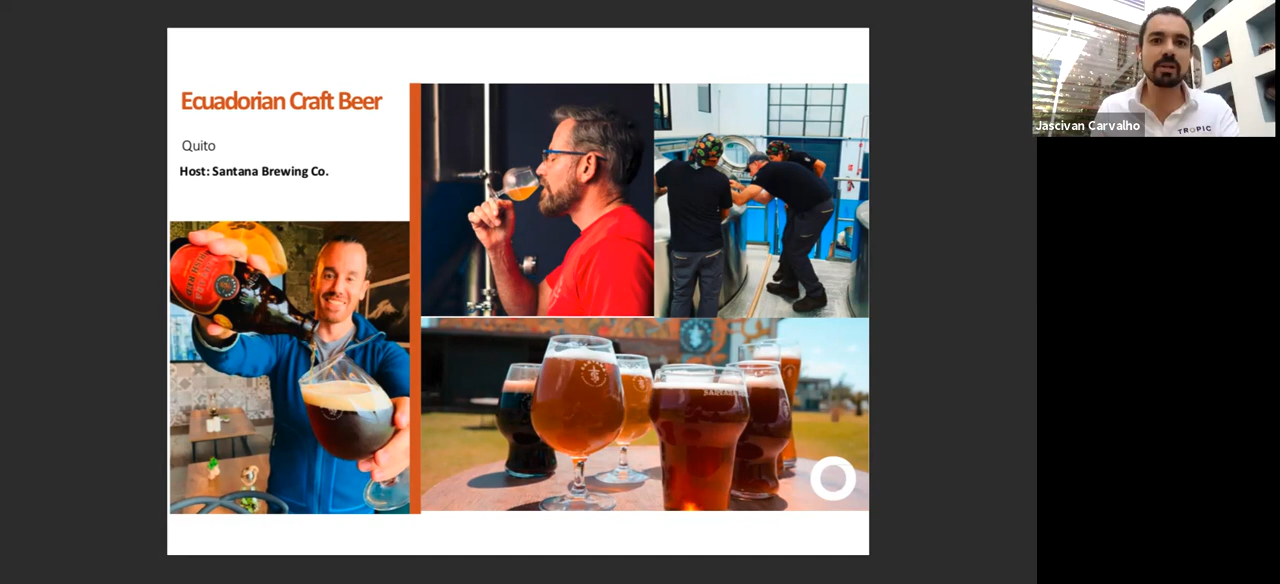 Ecuadorian Craft Beer
Quito
Host: Santana Brewing Co.
Jascivan Carvalho
TROPIC